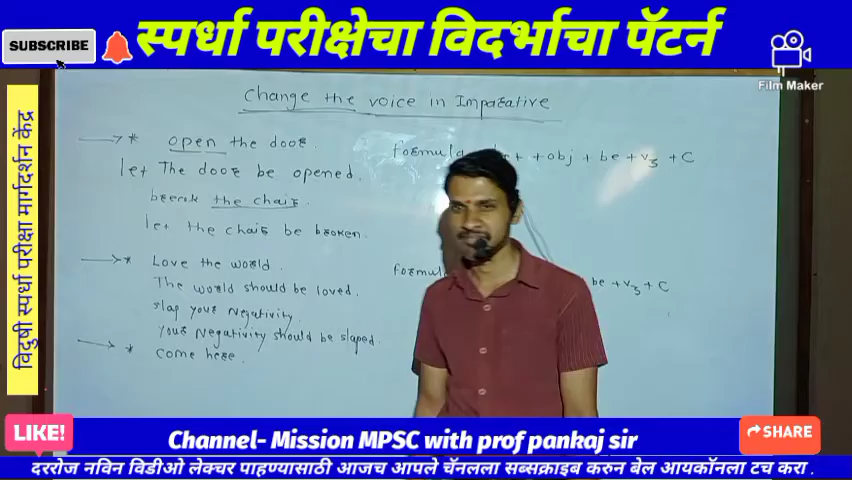 SUBSCRIBE
स्पर्धा परीक्षेचा विदर्भाचा पॅटर्न
Film Maker
विदुषी स्पर्धा परीक्षा मार्गदर्शन केंद्र
Change the voice in Imparative
* open the door.
let The door be opened.
break the chair.
let the chair be broken.
* Love the world.
The world should be loved.
slap your Negativity.
your Negativity should be slaped.
* come here.
+ obj + be + v3 + C
be + v3 + C
LIKE!
Channel- Mission MPSC with prof pankaj sir
SHARE
दररोज नविन विडीओ लेक्चर पाहण्यासाठी आजच आपले चॅनलला सब्सक्राइब करुन बेल आयकॉनला टच करा .